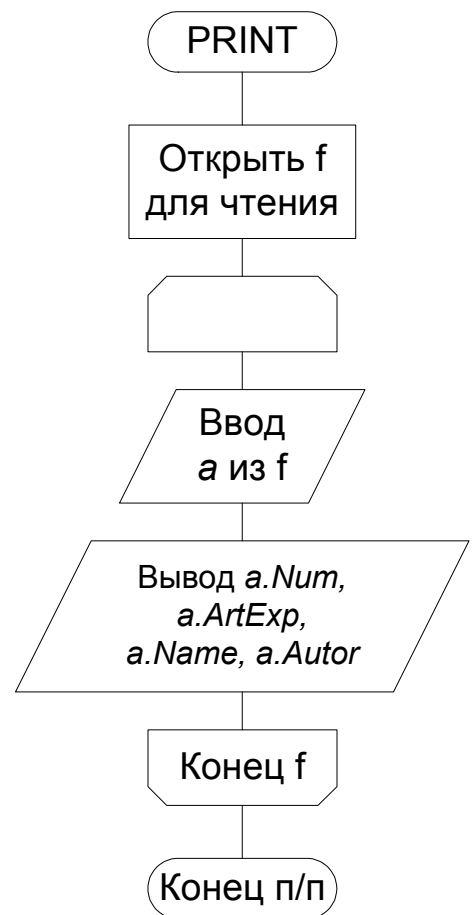 PRINT
Открыть f
для чтения
Ввод
a из f
Вывод a.Num,
a.ArtExp,
a.Name, a.Autor
Конец f
Конец п/п